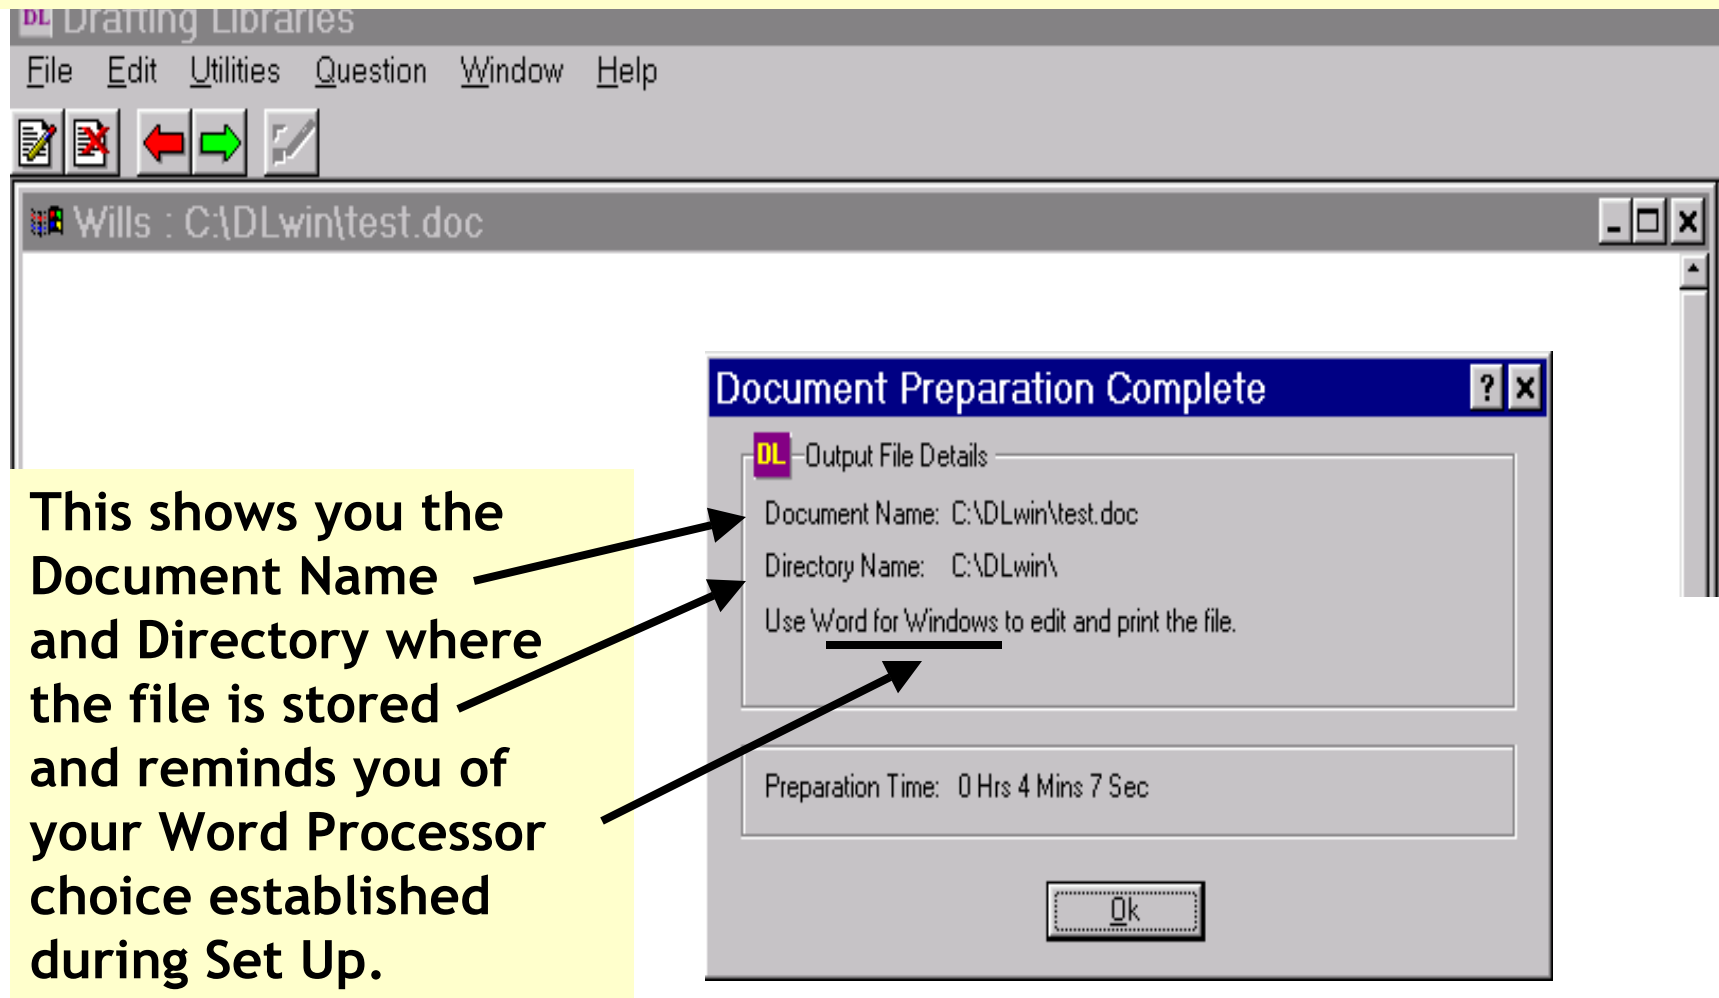 DL Drafting Libraries
File Edit Utilities Question Window Help
Wills : C:\DLwin\test.doc
Document Preparation Complete
DL Output File Details
Document Name: C:\DLwin\test.doc
Directory Name: C:\DLwin\
Use Word for Windows to edit and print the file.
Preparation Time: 0 Hrs 4 Mins 7 Sec
Ok
This shows you the
Document Name
and Directory where
the file is stored
and reminds you of
your Word Processor
choice established
during Set Up.